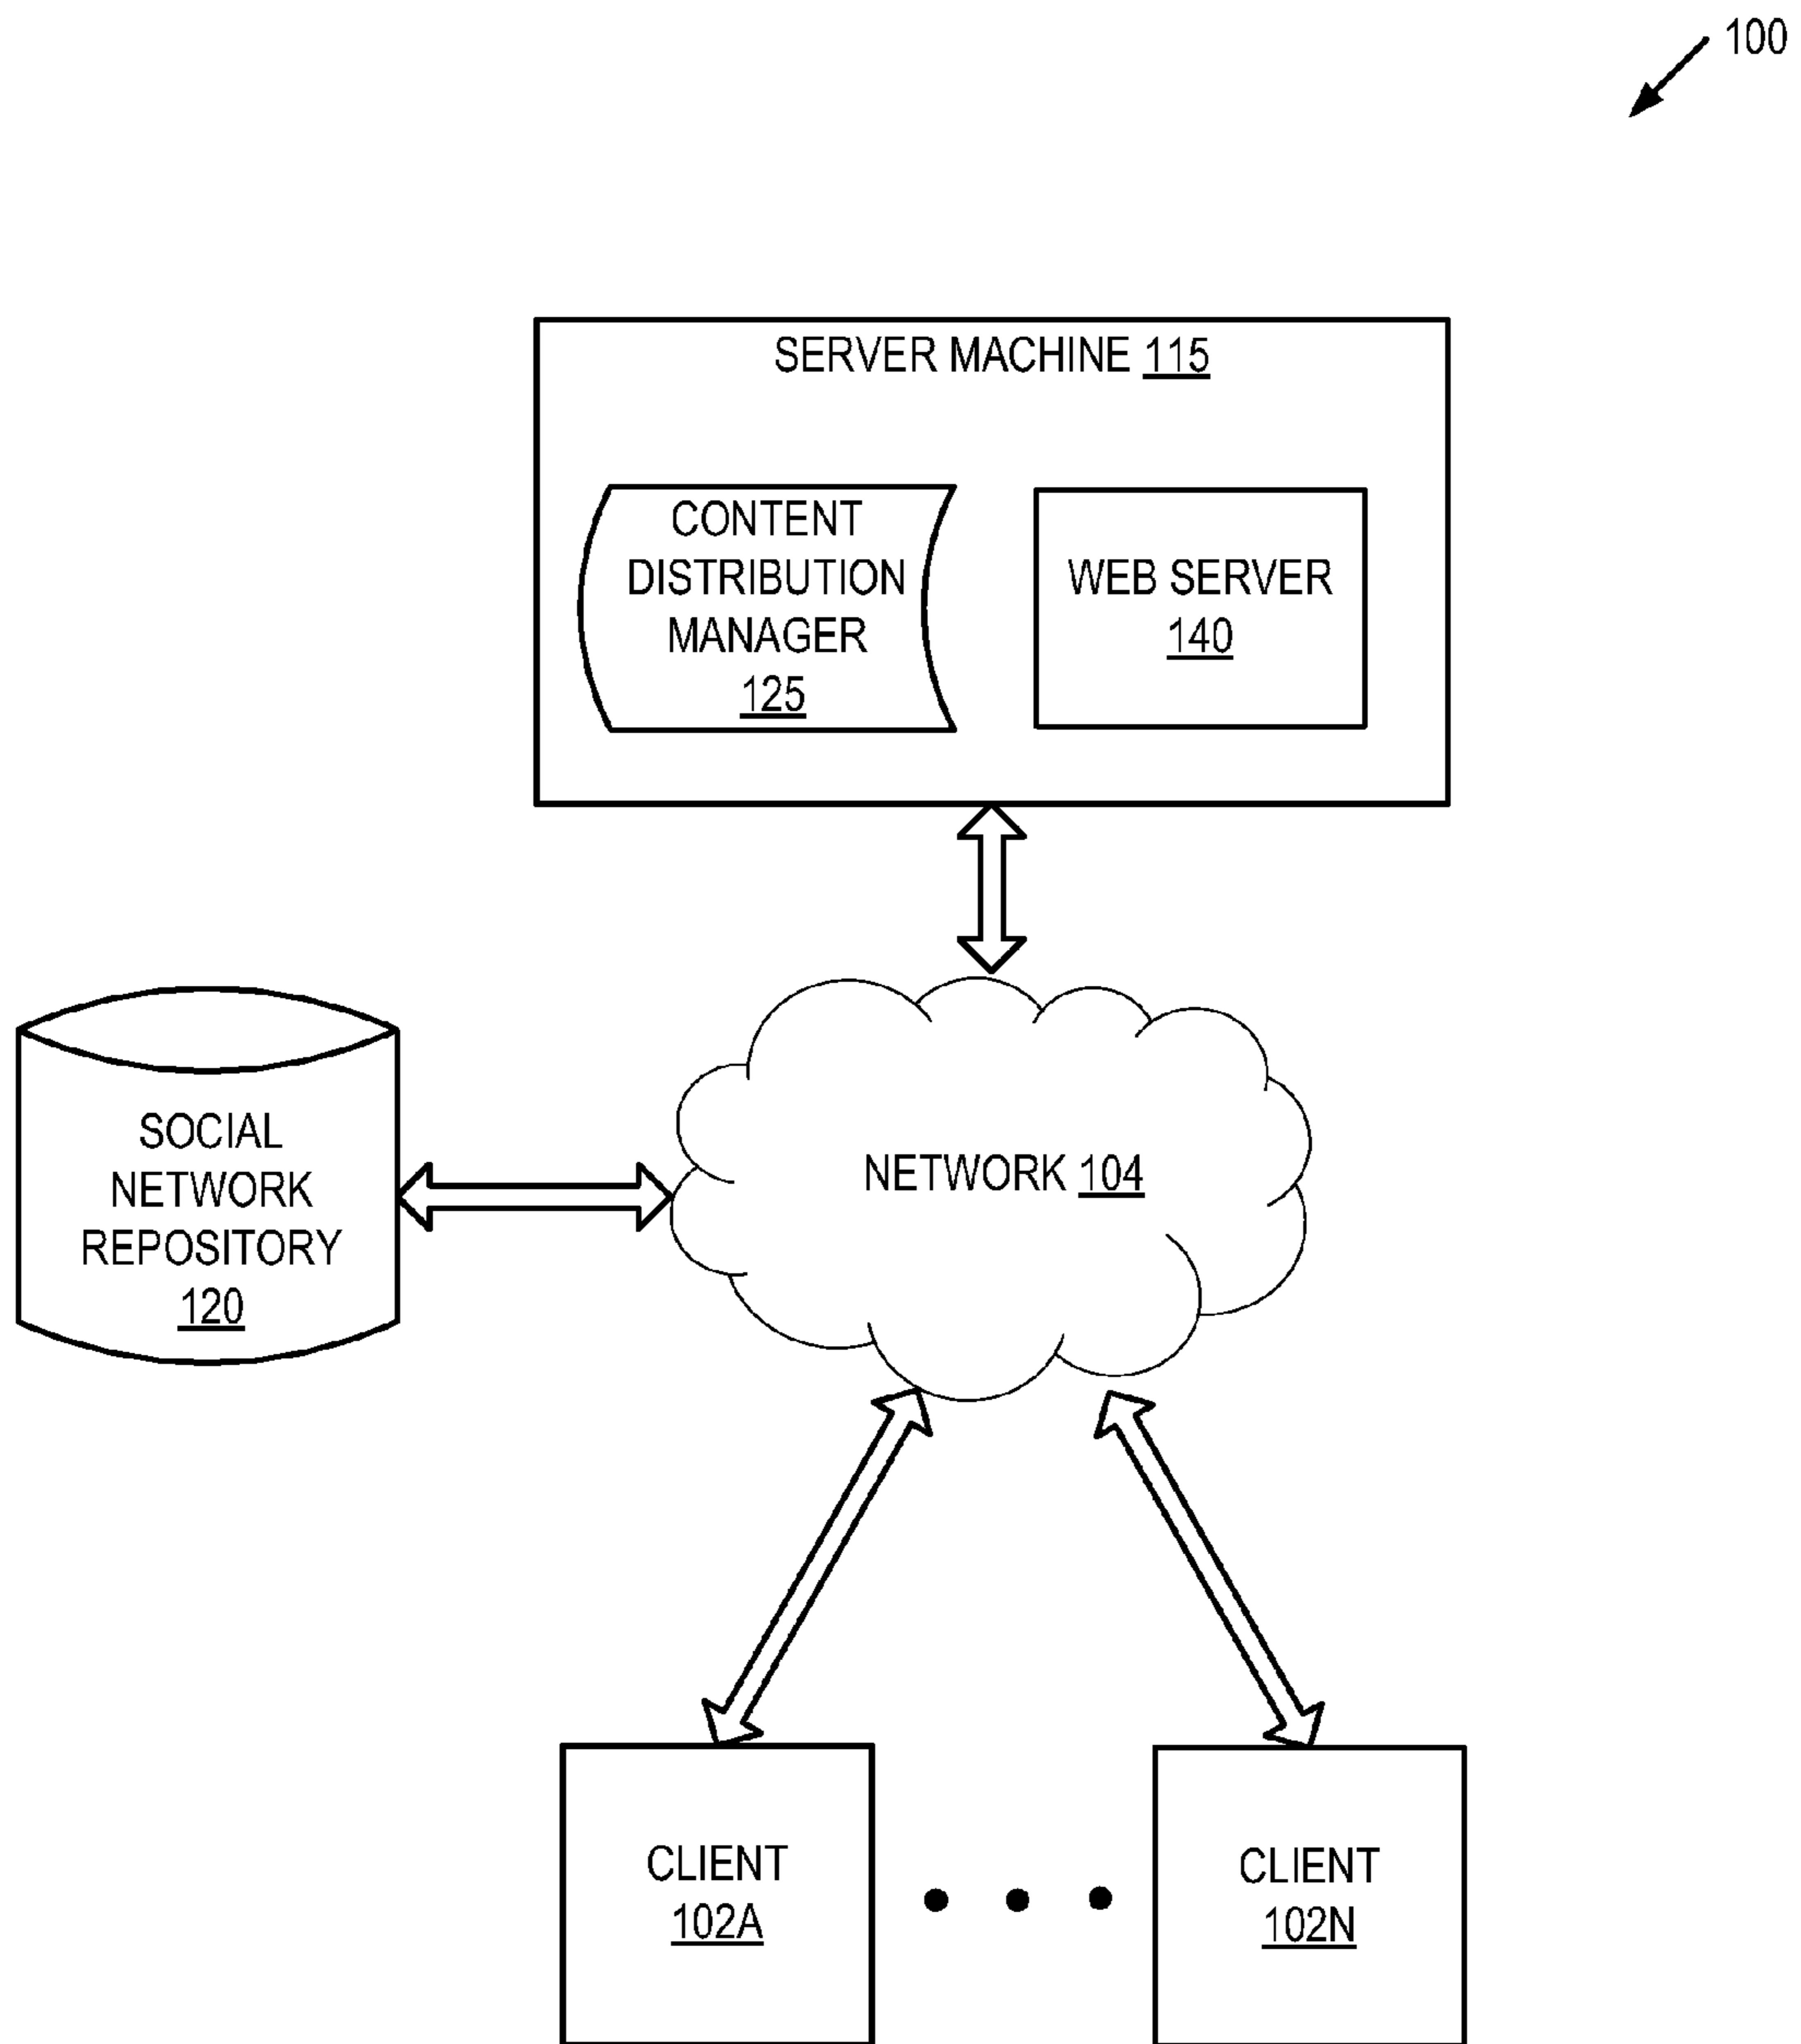 100
SERVER MACHINE 115
CONTENT
DISTRIBUTION
MANAGER
125
WEB SERVER
140
SOCIAL
NETWORK
REPOSITORY
120
NETWORK 104
CLIENT
102A
CLIENT
102N